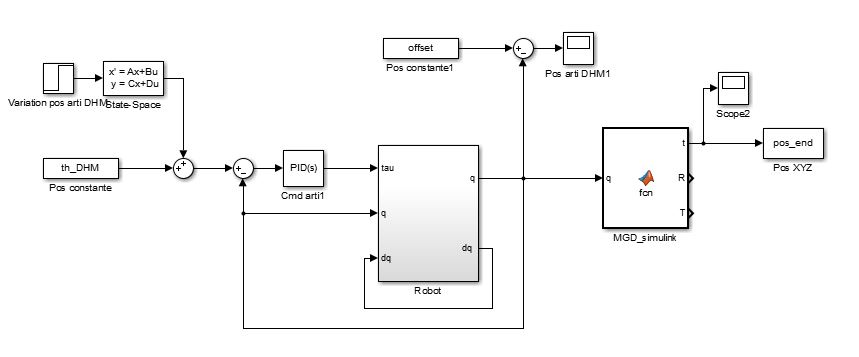 offset
Pos constante1
+
-
Pos arti DHM1
Variation pos arti DHM
x' = Ax+Bu
y = Cx+Du
State-Space
Scope2
th_DHM
Pos constante
+
+
+
-
PID(s)
Cmd arti1
tau
q
dq
q
dq
Robot
q
fcn
t
R
T
MGD_simulink
pos_end
Pos XYZ